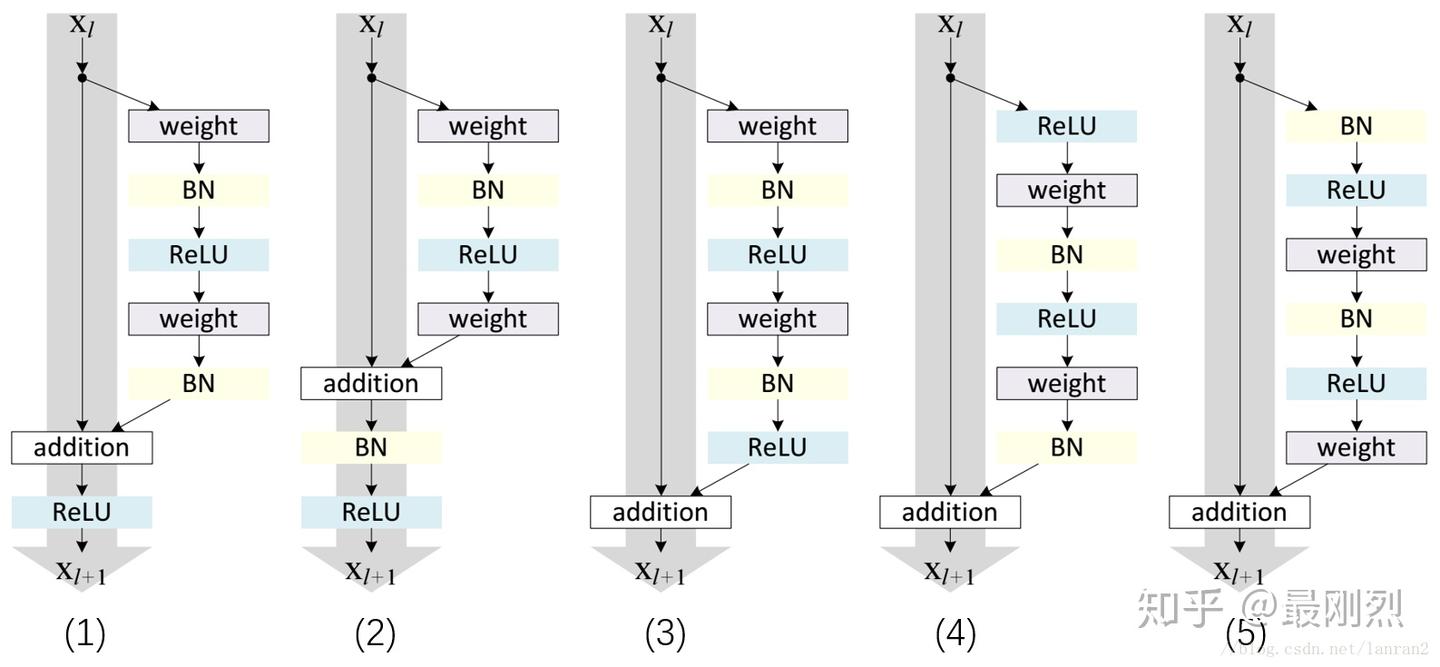 x_l
weight
BN
ReLU
weight
BN
addition
ReLU
x_{l+1}
(1)
x_l
weight
BN
ReLU
weight
addition
BN
ReLU
x_{l+1}
(2)
x_l
weight
BN
ReLU
weight
BN
ReLU
addition
x_{l+1}
(3)
x_l
ReLU
weight
BN
ReLU
weight
BN
addition
x_{l+1}
(4)
x_l
BN
ReLU
weight
BN
ReLU
weight
addition
x_{l+1}
(5)
知乎 @最刚烈
//blog.csdn.net/lanran2